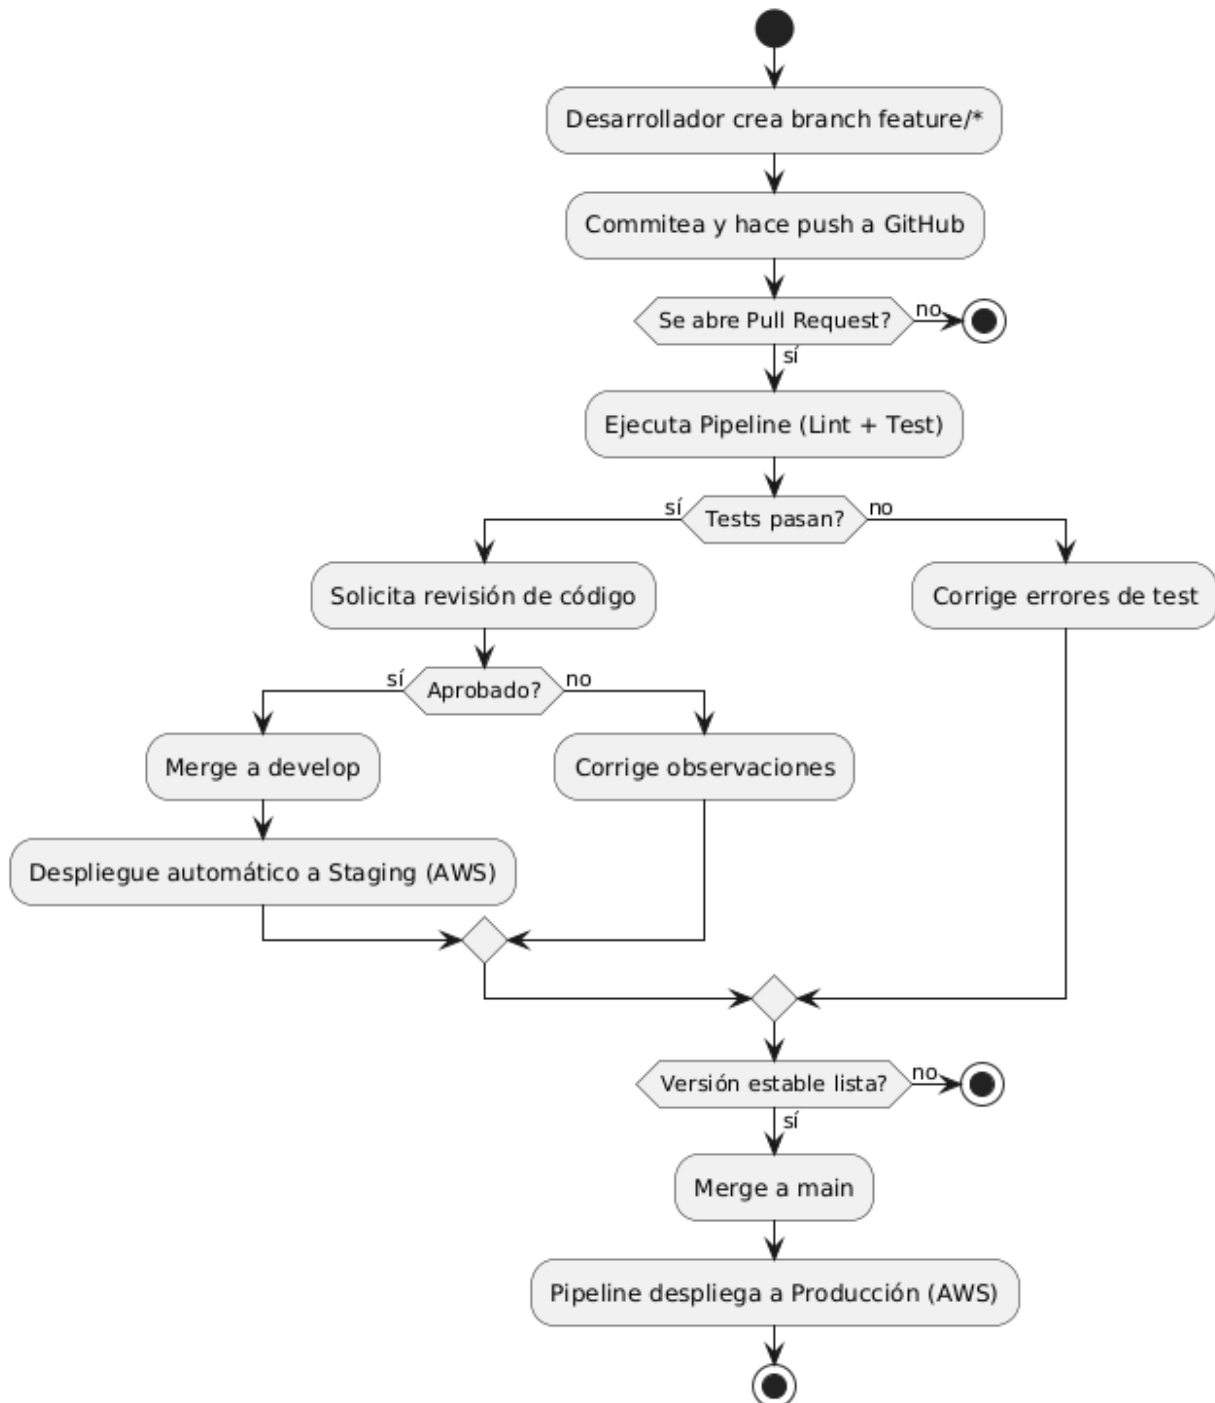 Desarrollador crea branch feature/*
Commitea y hace push a GitHub
Se abre Pull Request?
no
sí
Ejecuta Pipeline (Lint + Test)
sí
Tests pasan?
no
Solicita revisión de código
Corrige errores de test
sí
Aprobado?
no
Merge a develop
Corrige observaciones
Despliegue automático a Staging (AWS)
Versión estable lista?
no
sí
Merge a main
Pipeline despliega a Producción (AWS)